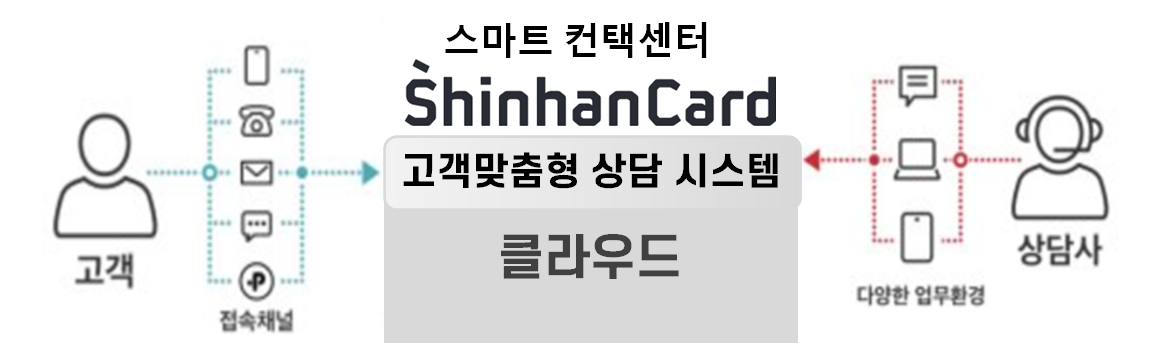 스마트 컨택센터
ShinhanCard
고객맞춤형 상담 시스템
클라우드
고객
접속채널
P
상담사
다양한 업무환경